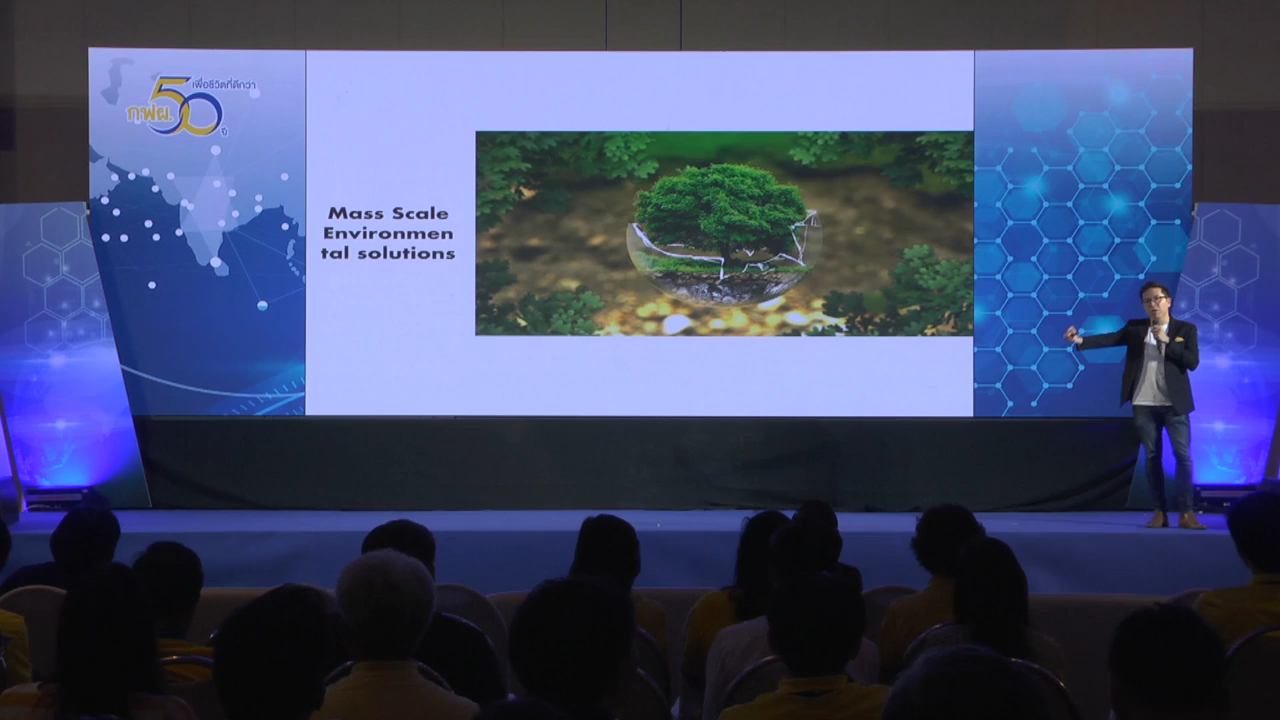 เพื่อชีวิตที่ดีกว่า
กฟผ. 50 ปี
Mass Scale
Environmen
tal solutions